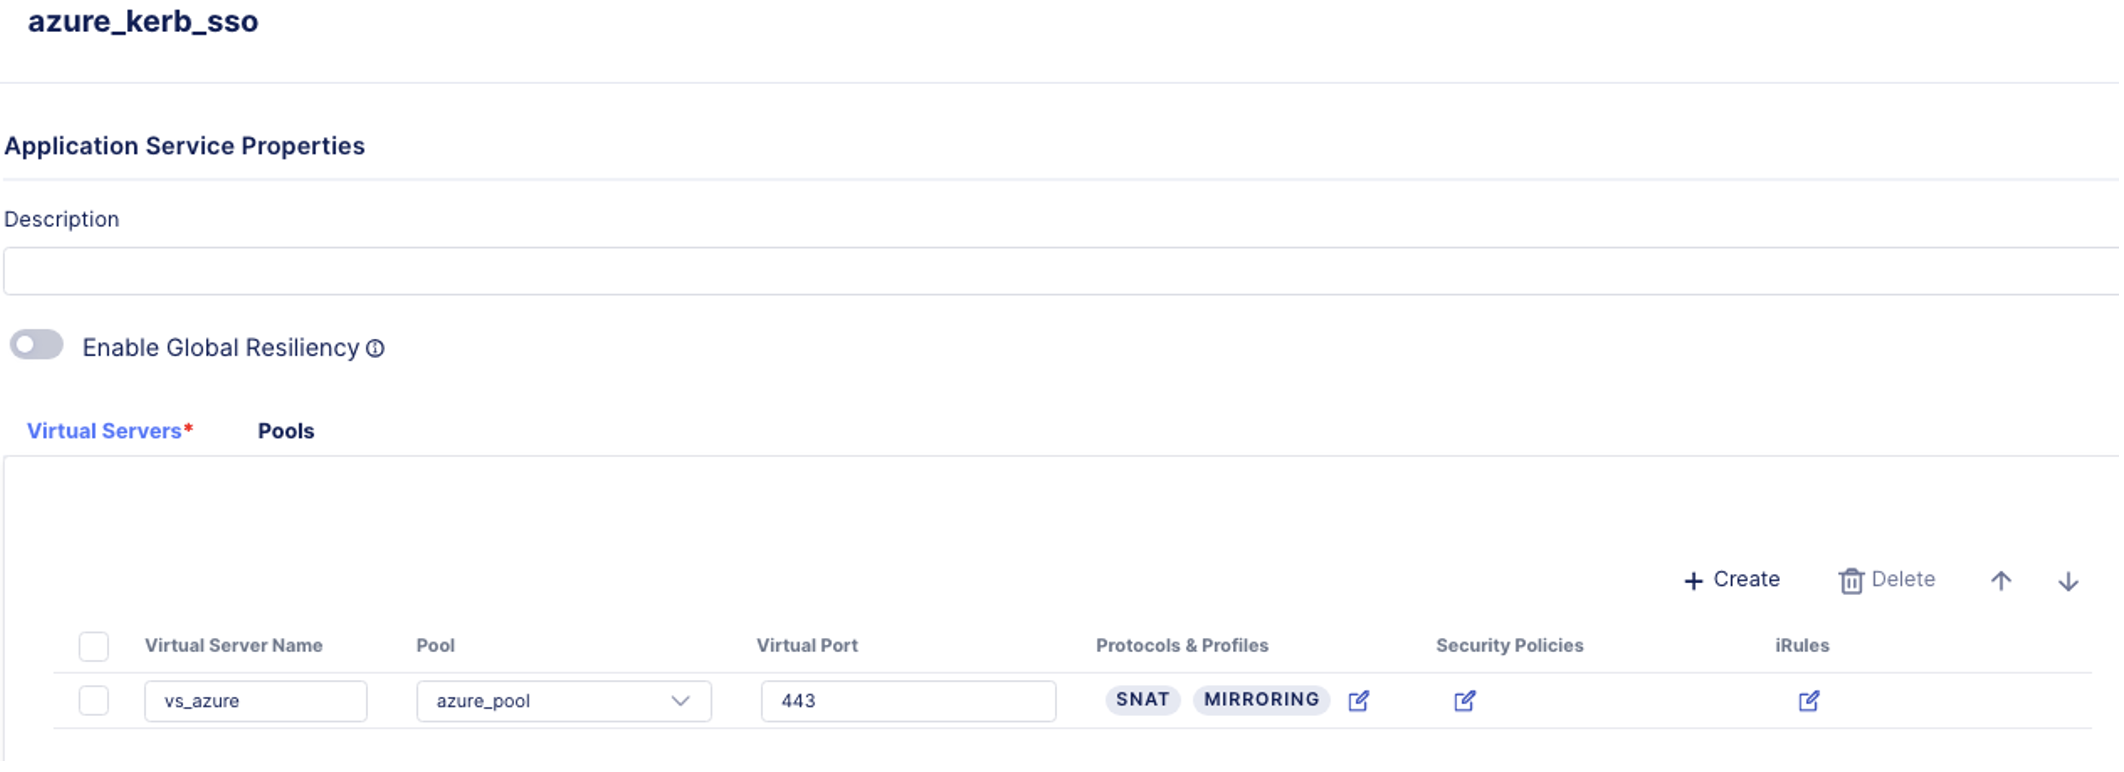 azure_kerb_sso
Application Service Properties
Description
Enable Global Resiliency
Virtual Servers* Pools
Create Delete
Virtual Server Name Pool Virtual Port Protocols & Profiles Security Policies iRules
vs_azure azure_pool 443 SNAT MIRRORING